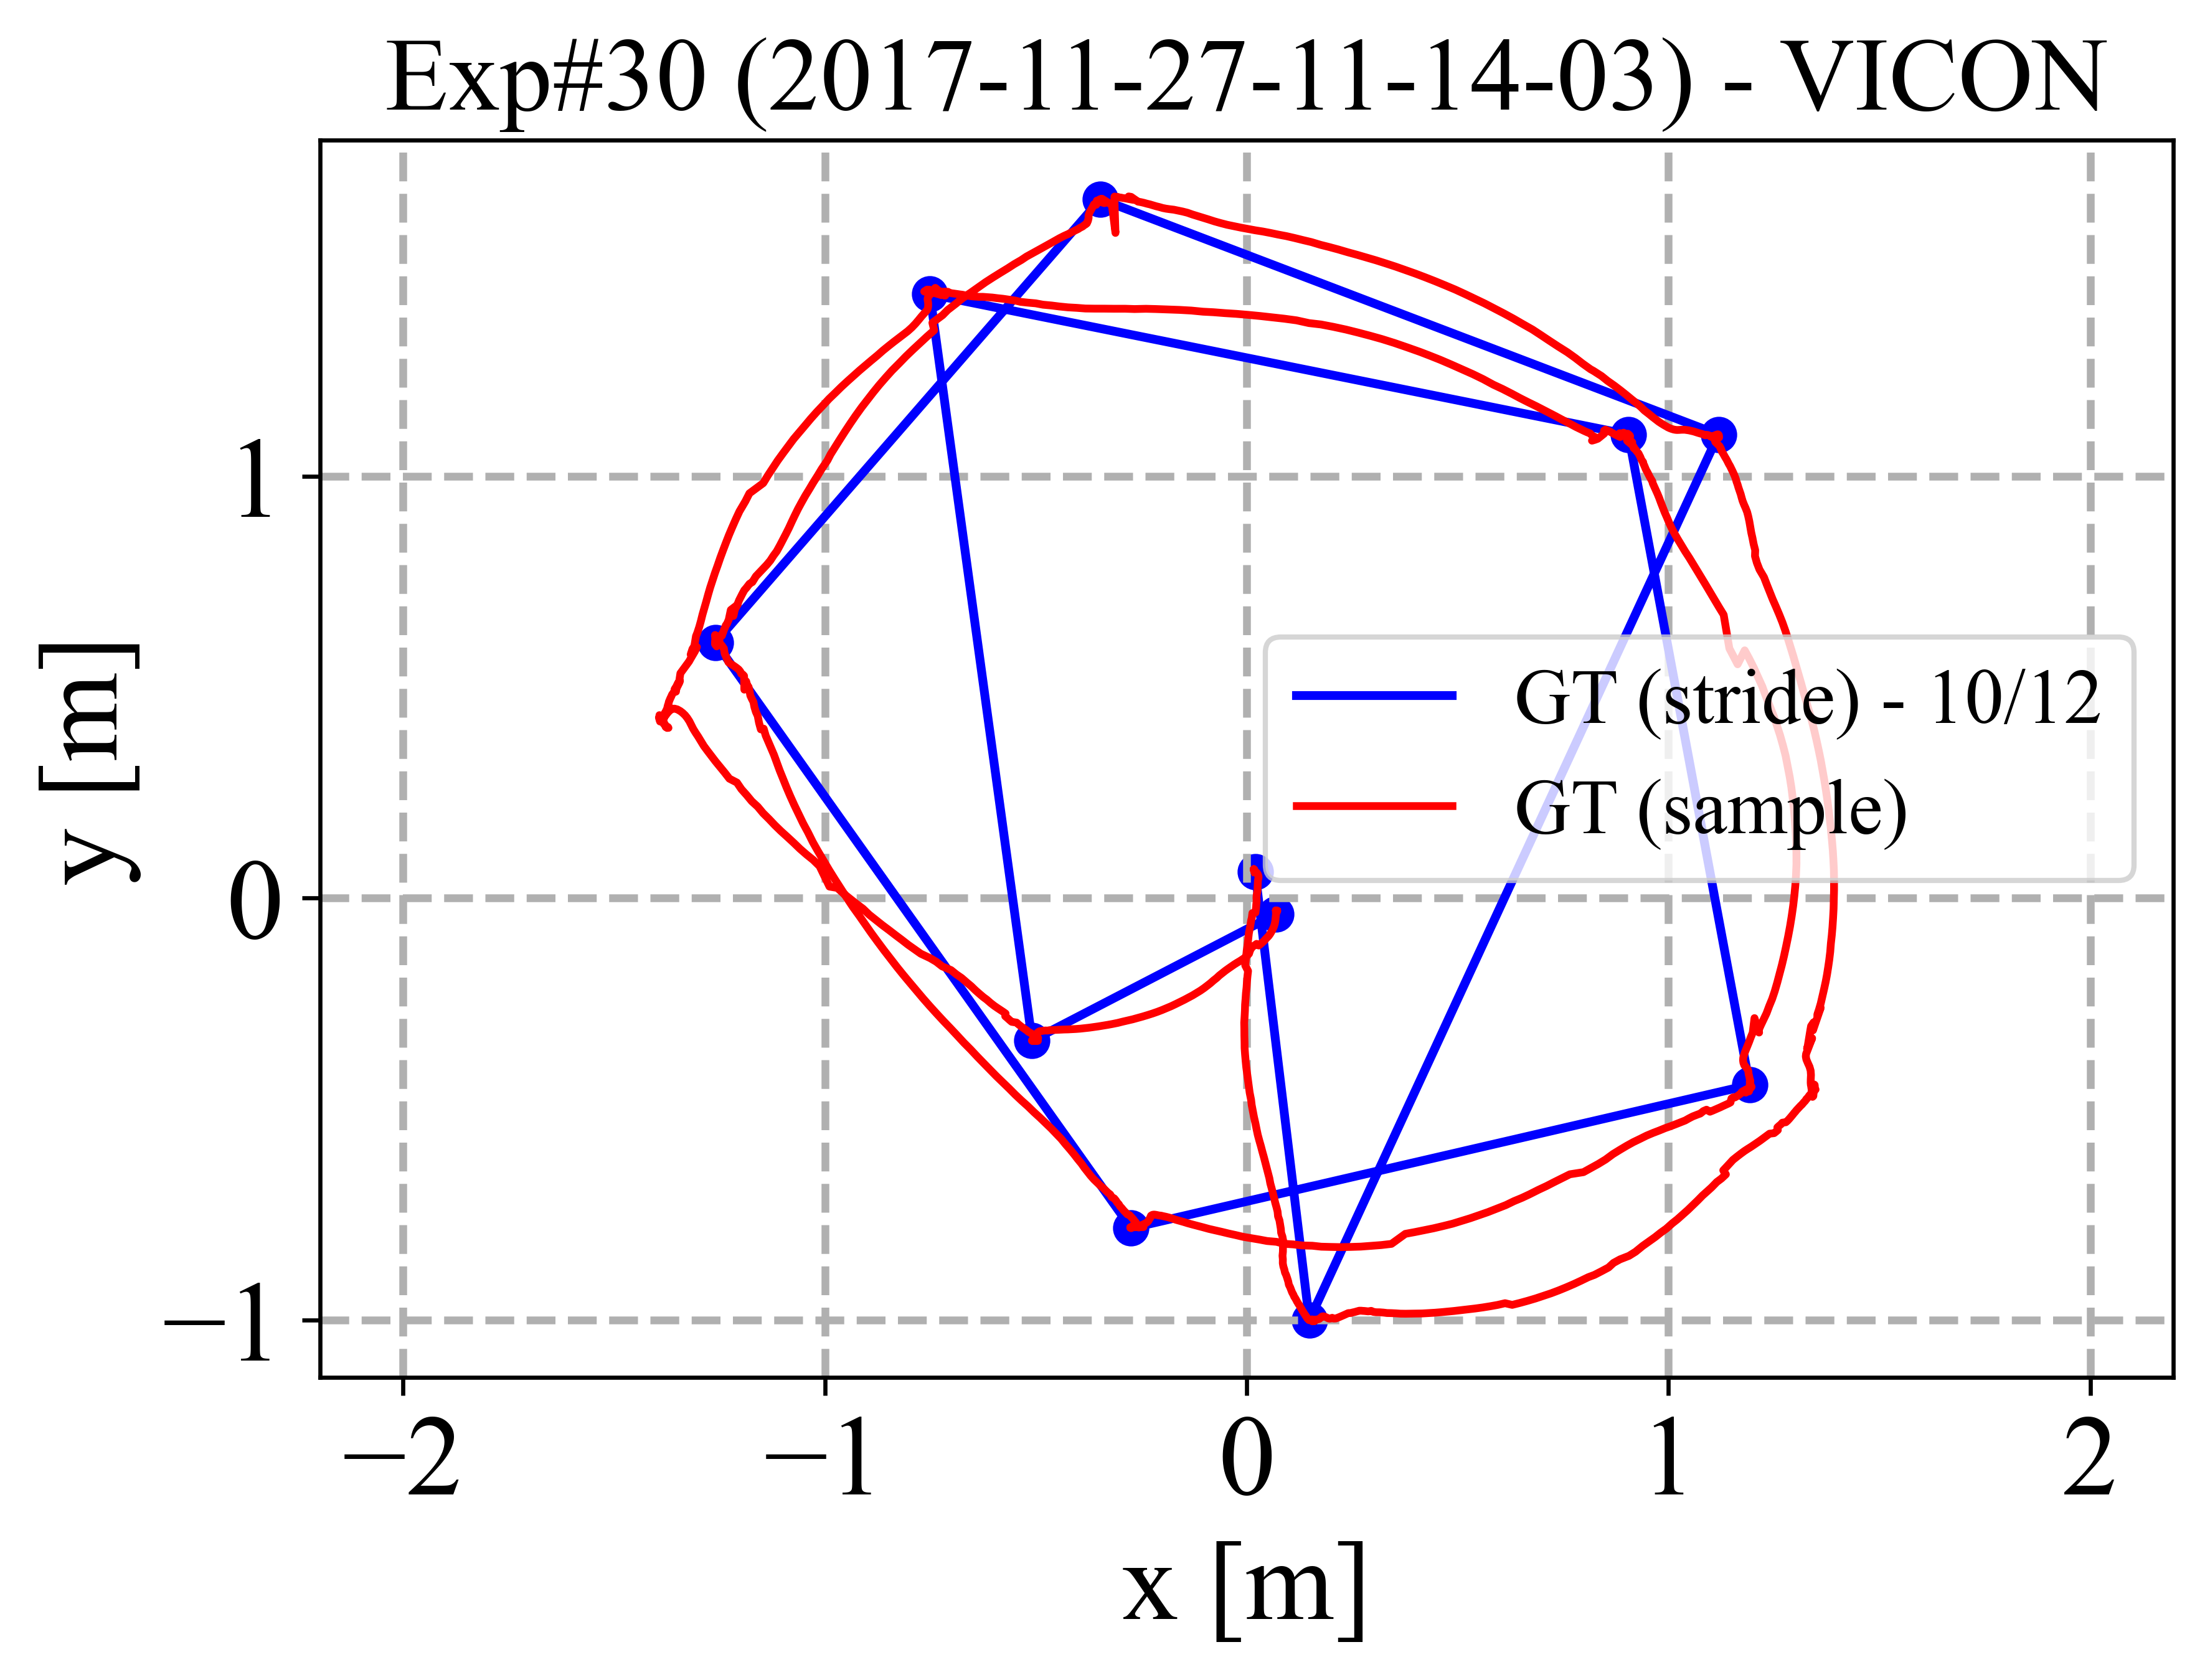 Exp#30 (2017-11-27-11-14-03) - VICON
y [m]
1
0
−1
GT (stride) - 10/12
GT (sample)
−2 −1 0 1 2
x [m]